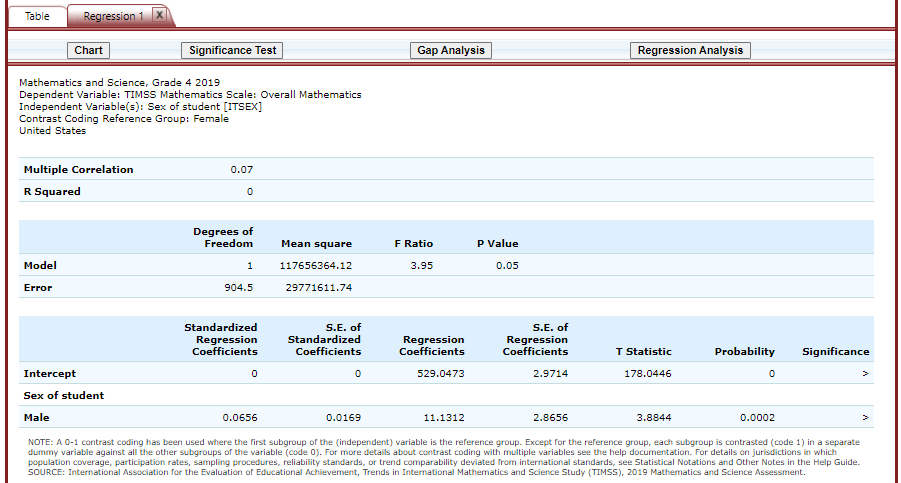 Table Regression 1 X
Chart Significance Test Gap Analysis Regression Analysis
Mathematics and Science, Grade 4 2019
Dependent Variable: TIMSS Mathematics Scale: Overall Mathematics
Independent Variable(s): Sex of student [ITSEX]
Contrast Coding Reference Group: Female
United States
Multiple Correlation 0.07
R Squared 0
Degrees of
Freedom Mean square F Ratio P Value
Model 1 117656364.12 3.95 0.05
Error 904.5 29771611.74
Standardized S.E. of S.E. of
Regression Standardized Regression Regression
Coefficients Coefficients Coefficients Coefficients T Statistic Probability Significance
Intercept 0 0 529.0473 2.9714 178.0446 0 >
Sex of student
Male 0.0656 0.0169 11.1312 2.8656 3.8844 0.0002 >
NOTE: A 0-1 contrast coding has been used where the first subgroup of the (independent) variable is the reference group. Except for the reference group, each subgroup is contrasted (code 1) in a separate
dummy variable against all the other subgroups of the variable (code 0). For more details about contrast coding with multiple variables see the help documentation. For details on jurisdictions in which
population coverage, participation rates, sampling procedures, reliability standards, or trend comparability deviated from international standards, see Statistical Notations and Other Notes in the Help Guide.
SOURCE: International Association for the Evaluation of Educational Achievement, Trends in International Mathematics and Science Study (TIMSS), 2019 Mathematics and Science Assessment.